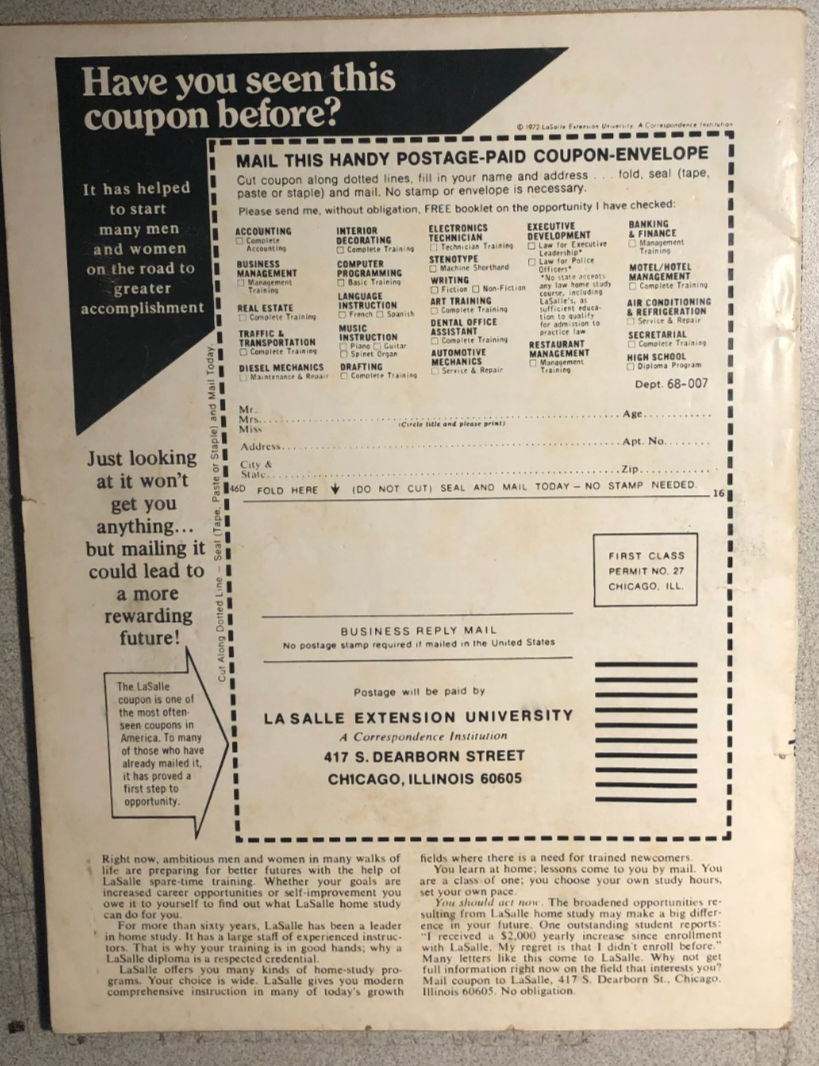 Have you seen this
coupon before?
© 1972 LaSalle Extension University A Correspondence Institution
It has helped
to start
many men
and women
on the road to
greater
accomplishment
MAIL THIS HANDY POSTAGE-PAID COUPON-ENVELOPE
Cut coupon along dotted lines, fill in your name and address . . . fold, seal (tape,
paste or staple) and mail. No stamp or envelope is necessary.
Please send me, without obligation, FREE booklet on the opportunity I have checked:
ACCOUNTING
☐ Complete
Accounting
BUSINESS
MANAGEMENT
☐ Management
Training
REAL ESTATE
☐ Complete Training
TRAFFIC &
TRANSPORTATION
☐ Complete Training
DIESEL MECHANICS
☐ Maintenance & Repair
INTERIOR
DECORATING
☐ Complete Training
COMPUTER
PROGRAMMING
☐ Basic Training
LANGUAGE
INSTRUCTION
☐ French ☐ Spanish
MUSIC
INSTRUCTION
☐ Piano ☐ Guitar
☐ Spinet Organ
DRAFTING
☐ Complete Training
ELECTRONICS
TECHNICIAN
☐ Technician Training
STENOTYPE
☐ Machine Shorthand
WRITING
☐ Fiction ☐ Non-Fiction
ART TRAINING
☐ Complete Training
DENTAL OFFICE
ASSISTANT
☐ Complete Training
AUTOMOTIVE
MECHANICS
☐ Service & Repair
EXECUTIVE
DEVELOPMENT
☐ Law for Executive
Leadership*
☐ Law for Police
Officers*
*No state accepts
any law home study
course, including
LaSalle's, as
sufficient educa-
tion to qualify
for admission to
practice law
RESTAURANT
MANAGEMENT
☐ Management
Training
BANKING
& FINANCE
☐ Management
Training
MOTEL/HOTEL
MANAGEMENT
☐ Complete Training
AIR CONDITIONING
& REFRIGERATION
☐ Service & Repair
SECRETARIAL
☐ Complete Training
HIGH SCHOOL
☐ Diploma Program
Dept. 68-007
Mr.
Mrs. Age
Miss
(Circle title and please print)
Address Apt. No.
City &
State Zip
46D FOLD HERE ↓ (DO NOT CUT) SEAL AND MAIL TODAY – NO STAMP NEEDED. 16
Cut Along Dotted Line – Seal (Tape, Paste or Staple) and Mail Today.
Just looking
at it won't
get you
anything...
but mailing it
could lead to
a more
rewarding
future!
FIRST CLASS
PERMIT NO. 27
CHICAGO, ILL.
BUSINESS REPLY MAIL
No postage stamp required if mailed in the United States
Postage will be paid by
LA SALLE EXTENSION UNIVERSITY
A Correspondence Institution
417 S. DEARBORN STREET
CHICAGO, ILLINOIS 60605
The LaSalle
coupon is one of
the most often-
seen coupons in
America. To many
of those who have
already mailed it,
it has proved a
first step to
opportunity.
Right now, ambitious men and women in many walks of
life are preparing for better futures with the help of
LaSalle spare-time training. Whether your goals are
increased career opportunities or self-improvement you
owe it to yourself to find out what LaSalle home study
can do for you.
For more than sixty years, LaSalle has been a leader
in home study. It has a large staff of experienced instruc-
tors. That is why your training is in good hands; why a
LaSalle diploma is a respected credential.
LaSalle offers you many kinds of home-study pro-
grams. Your choice is wide. LaSalle gives you modern
comprehensive instruction in many of today's growth
fields where there is a need for trained newcomers.
You learn at home; lessons come to you by mail. You
are a class of one; you choose your own study hours,
set your own pace.
You should act now. The broadened opportunities re-
sulting from LaSalle home study may make a big differ-
ence in your future. One outstanding student reports:
"I received a $2,000 yearly increase since enrollment
with LaSalle. My regret is that I didn't enroll before."
Many letters like this come to LaSalle. Why not get
full information right now on the field that interests you?
Mail coupon to LaSalle, 417 S. Dearborn St., Chicago,
Illinois 60605. No obligation.